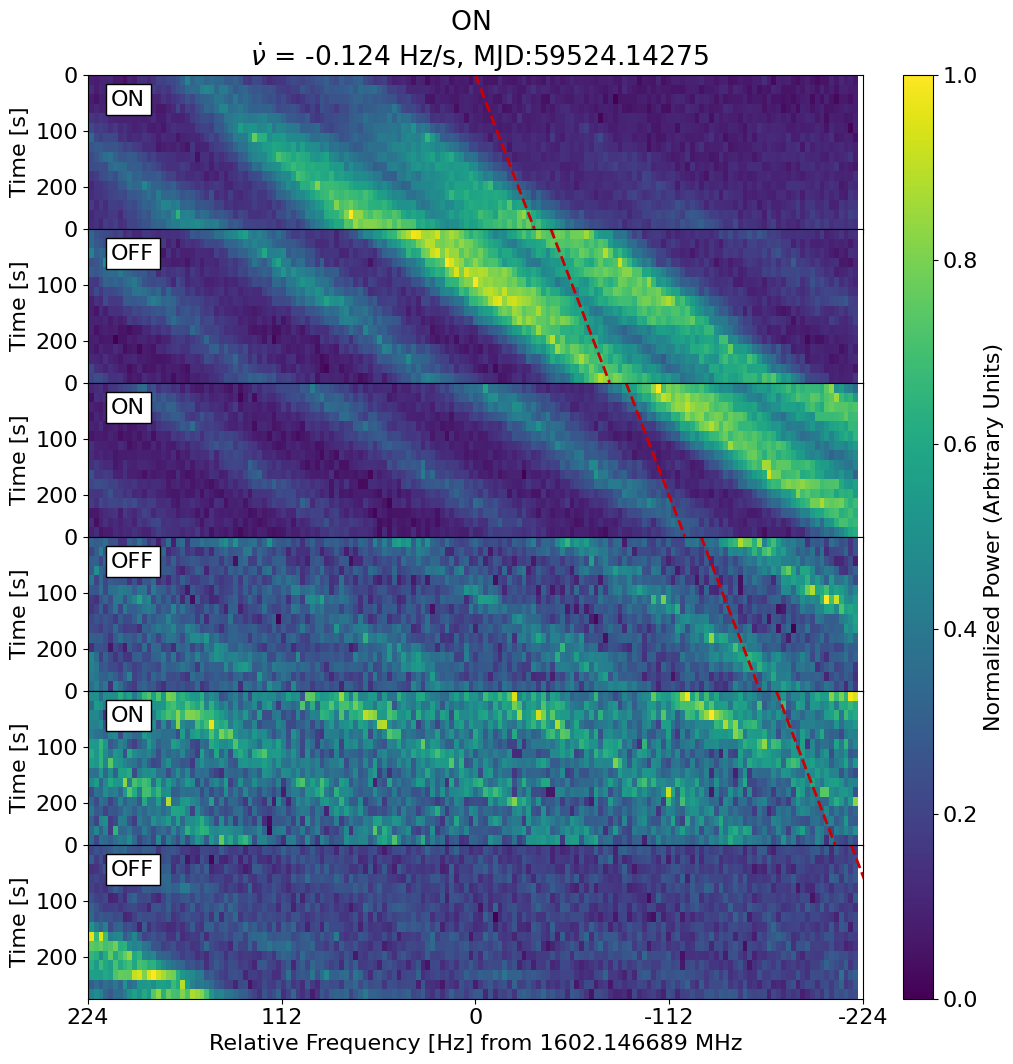 ON
ν̇ = -0.124 Hz/s, MJD:59524.14275
0
100
200
Time [s]
ON
0
100
200
Time [s]
OFF
0
100
200
Time [s]
ON
0
100
200
Time [s]
OFF
0
100
200
Time [s]
ON
0
100
200
Time [s]
OFF
224 112 0 -112 -224
Relative Frequency [Hz] from 1602.146689 MHz
1.0
0.8
0.6
0.4
0.2
0.0
Normalized Power (Arbitrary Units)